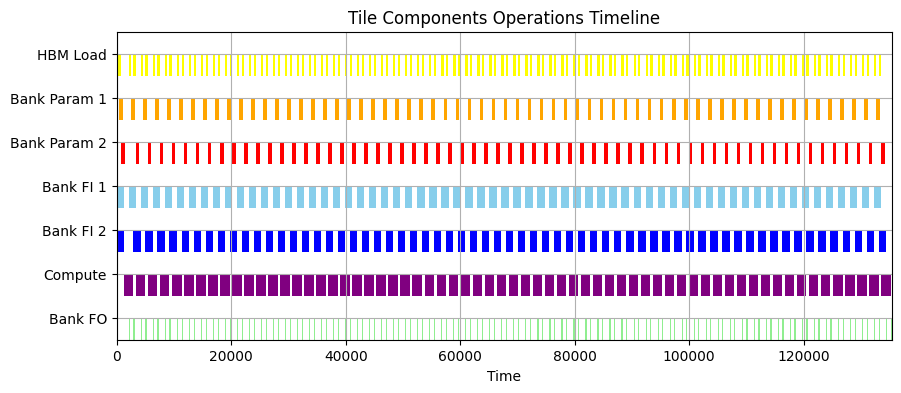 Tile Components Operations Timeline
HBM Load
Bank Param 1
Bank Param 2
Bank FI 1
Bank FI 2
Compute
Bank FO
0 20000 40000 60000 80000 100000 120000
Time